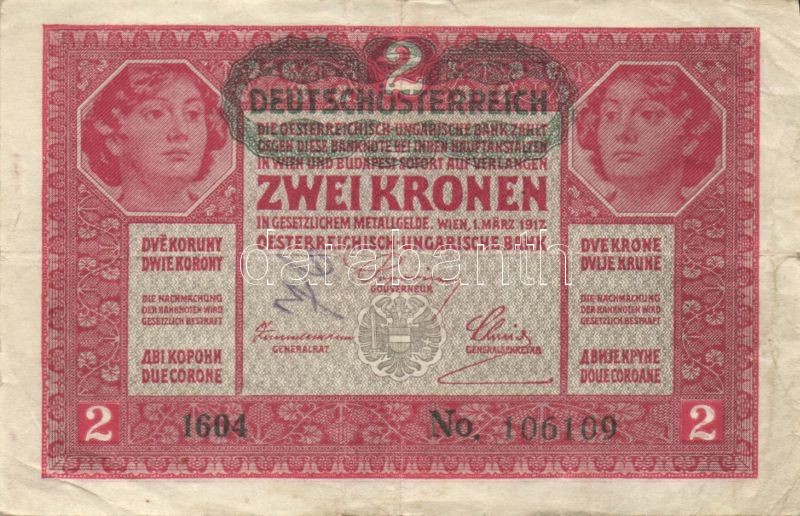 2
DEUTSCHÖSTERREICH
DIE OESTERREICHISCH-UNGARISCHE BANK ZAHLT
GEGEN DIESE BANKNOTE BEI IHREN HAUPTANSTALTEN
IN WIEN UND BUDAPEST SOFORT AUF VERLANGEN
ZWEI KRONEN
IN GESETZLICHEM METALLGELDE. WIEN, 1. MÄRZ 1917.
OESTERREICHISCH-UNGARISCHE BANK
darabanth
GOUVERNEUR
GENERALRAT
GENERALSEKRETÄR
DVĚ KORUNY
DWIE KORONY
DIE NACHMACHUNG
DER BANKNOTEN WIRD
GESETZLICH BESTRAFT
ДВІ КОРОНИ
DUE CORONE
DVE KRONE
DVIJE KRUNE
DIE NACHMACHUNG
DER BANKNOTEN WIRD
GESETZLICH BESTRAFT
ДВИЈЕ КРУНЕ
DOUE COROANE
2
1604
No. 106109
2